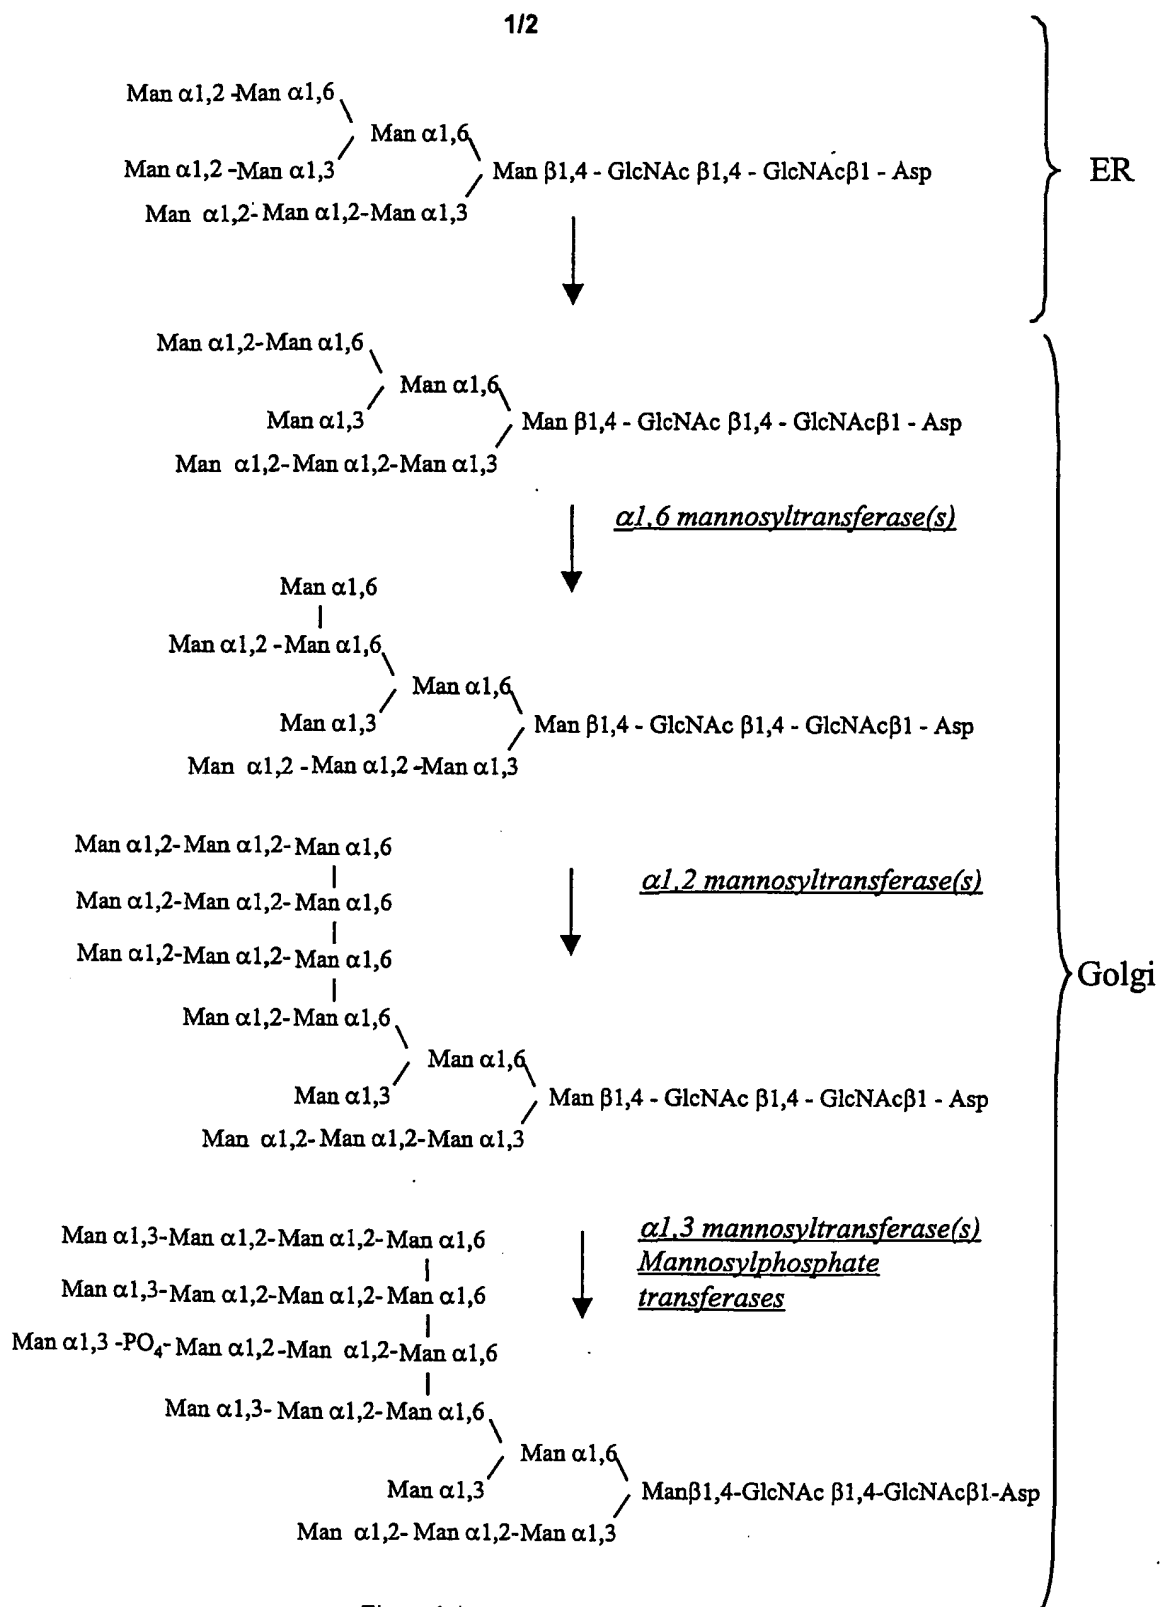 1/2
Man α1,2 -Man α1,6
Man α1,6
Man α1,2 -Man α1,3
Man β1,4 - GlcNAc β1,4 - GlcNAcβ1 - Asp
ER
Man α1,2- Man α1,2-Man α1,3
Man α1,2-Man α1,6
Man α1,6
Man α1,3
Man β1,4 - GlcNAc β1,4 - GlcNAcβ1 - Asp
Man α1,2-Man α1,2-Man α1,3
α1,6 mannosyltransferase(s)
Man α1,6
Man α1,2 -Man α1,6
Man α1,6
Man α1,3
Man β1,4 - GlcNAc β1,4 - GlcNAcβ1 - Asp
Man α1,2 -Man α1,2 -Man α1,3
Man α1,2- Man α1,2- Man α1,6
α1,2 mannosyltransferase(s)
Man α1,2-Man α1,2- Man α1,6
Man α1,2-Man α1,2- Man α1,6
Golgi
Man α1,2-Man α1,6
Man α1,6
Man α1,3
Man β1,4 - GlcNAc β1,4 - GlcNAcβ1 - Asp
Man α1,2- Man α1,2-Man α1,3
Man α1,3-Man α1,2-Man α1,2-Man α1,6
α1,3 mannosyltransferase(s)
Mannosylphosphate
transferases
Man α1,3-Man α1,2-Man α1,2-Man α1,6
Man α1,3 -PO4- Man α1,2-Man α1,2-Man α1,6
Man α1,3- Man α1,2-Man α1,6
Man α1,6
Man α1,3
Manβ1,4-GlcNAc β1,4-GlcNAcβ1-Asp
Man α1,2- Man α1,2-Man α1,3